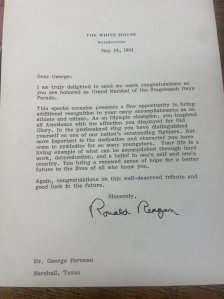 THE WHITE HOUSE
WASHINGTON
May 10, 1984
Dear George:
I am truly delighted to send my warm congratulations as
you are honored as Grand Marshal of the Stagecoach Days
Parade.
This special occasion presents a fine opportunity to bring
additional recognition to your many accomplishments as an
athlete and citizen. As an Olympic champion, you inspired
all Americans with the affection you displayed for Old
Glory. In the professional ring you have distinguished
yourself as one of our nation's outstanding fighters, but
more important is the dedication and character you have
come to symbolize for so many youngsters. Your life is a
living example of what can be accomplished through hard
work, determination, and a belief in one's self and one's
country. You bring a renewed sense of hopes for a better
future to the lives of all who know you.
Again, congratulations on this well-deserved tribute and
good luck in the future.
Sincerely,
Ronald Reagan
Mr. George Foreman
Marshall, Texas